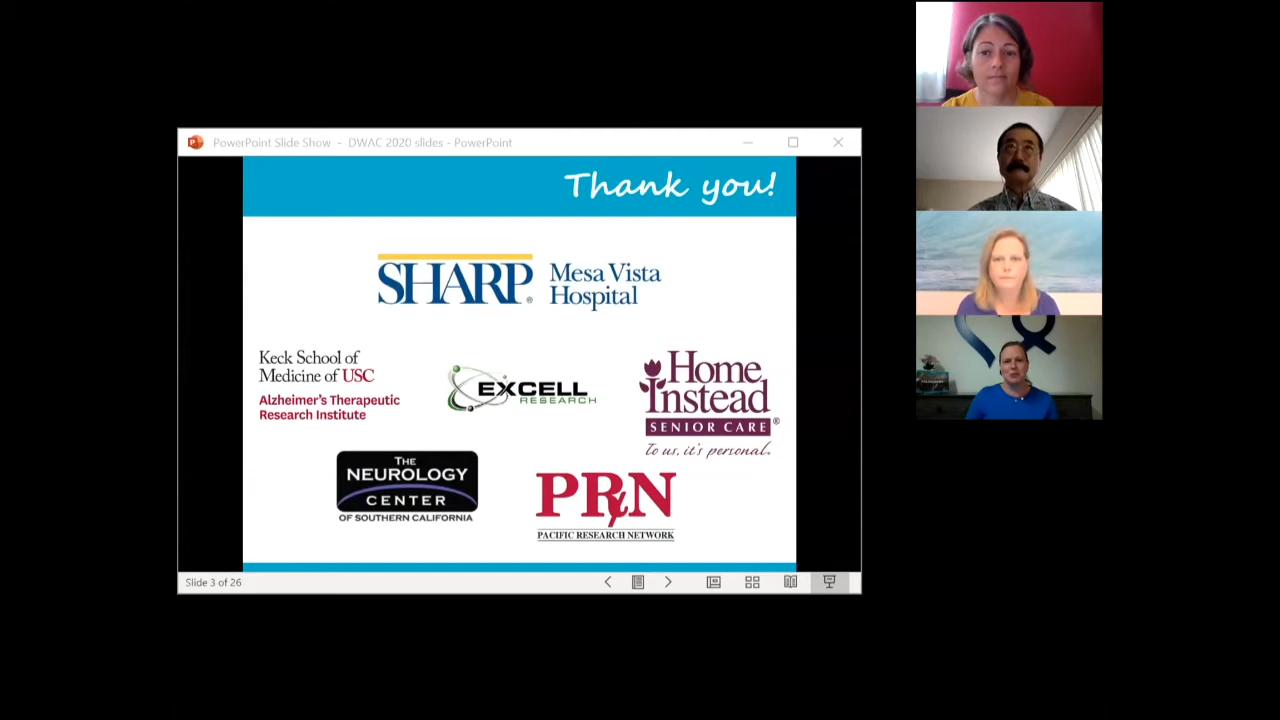 PowerPoint Slide Show - DWAC 2020 slides - PowerPoint
Thank you!
SHARP® Mesa Vista
Hospital
Keck School of
Medicine of USC
Alzheimer's Therapeutic
Research Institute
EXCELL
RESEARCH
Home
Instead
SENIOR CARE®
To us, it's personal.
THE
NEUROLOGY
CENTER
OF SOUTHERN CALIFORNIA
PRN
PACIFIC RESEARCH NETWORK
Slide 3 of 26